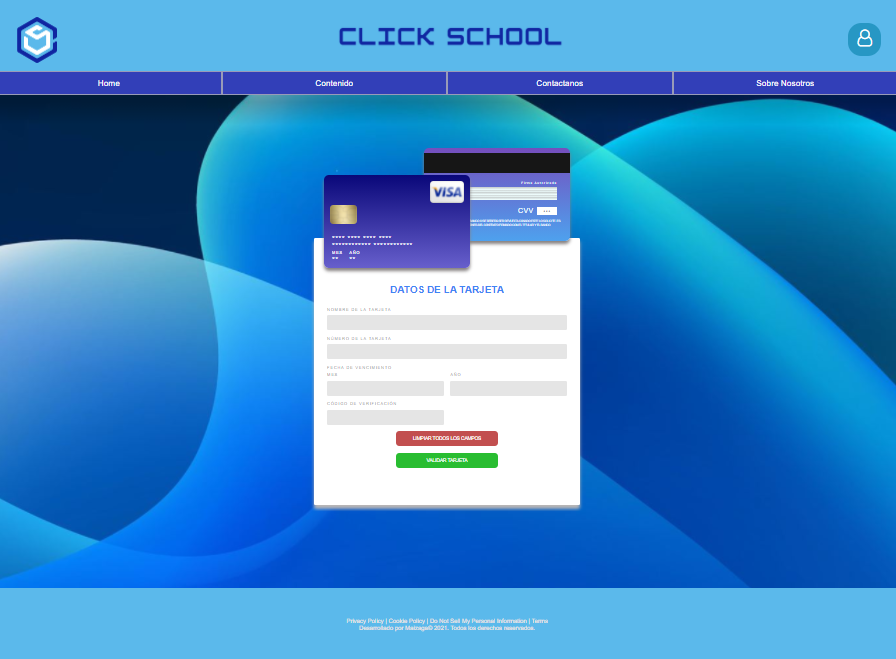 CLICK SCHOOL
Home
Contenido
Contactanos
Sobre Nosotros
VISA
Firma Autorizada
CVV ***
**** **** **** ****
MES AÑO
** **
DATOS DE LA TARJETA
NOMBRE DE LA TARJETA
NÚMERO DE LA TARJETA
FECHA DE VENCIMIENTO
MES
AÑO
CÓDIGO DE VERIFICACIÓN
LIMPIAR TODOS LOS CAMPOS
VALIDAR TARJETA
Privacy Policy | Cookie Policy | Do Not Sell My Personal Information | Terms
Desarrollado por Matraga© 2021. Todos los derechos reservados.